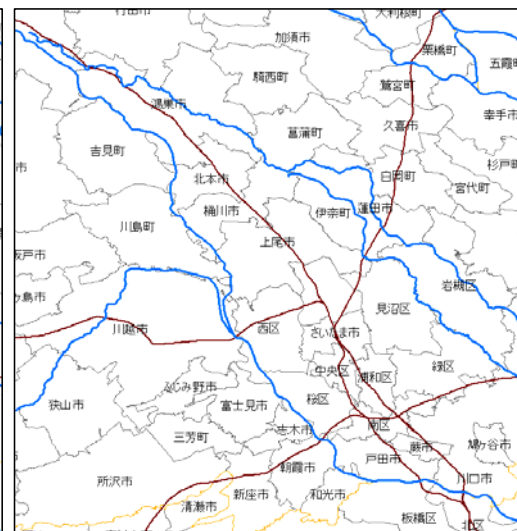 行田市
大利根町
加須市
栗橋町
五霞町
騎西町
鷲宮町
鴻巣市
幸手市
久喜市
菖蒲町
吉見町
杉戸町
市
白岡町
北本市
宮代町
桶川市
伊奈町
蓮田市
川島町
上尾市
坂戸市
岩槻区
ヶ島市
見沼区
川越市
西区
さいたま市
中央区
浦和区
緑区
ふじみ野市
桜区
狭山市
富士見市
南区
志木市
三芳町
蕨市
鳩ヶ谷市
戸田市
朝霞市
所沢市
川口市
新座市
和光市
清瀬市
板橋区
北区